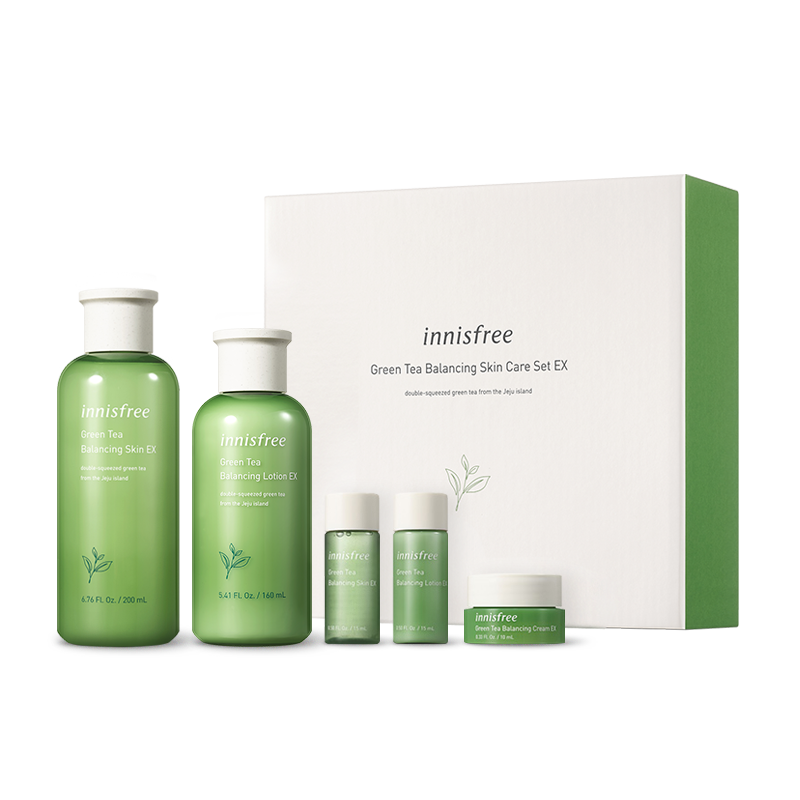 innisfree
Green Tea Balancing Skin Care Set EX
double-squeezed green tea from the Jeju island
innisfree
Green Tea
Balancing Skin EX
double-squeezed green tea
from the Jeju island
6.76 FL Oz. / 200 mL
innisfree
Green Tea
Balancing Lotion EX
double-squeezed green tea
from the Jeju island
5.41 FL Oz. / 160 mL
innisfree
Green Tea
Balancing Skin EX
innisfree
Green Tea
Balancing Lotion EX
innisfree
Green Tea Balancing Cream EX